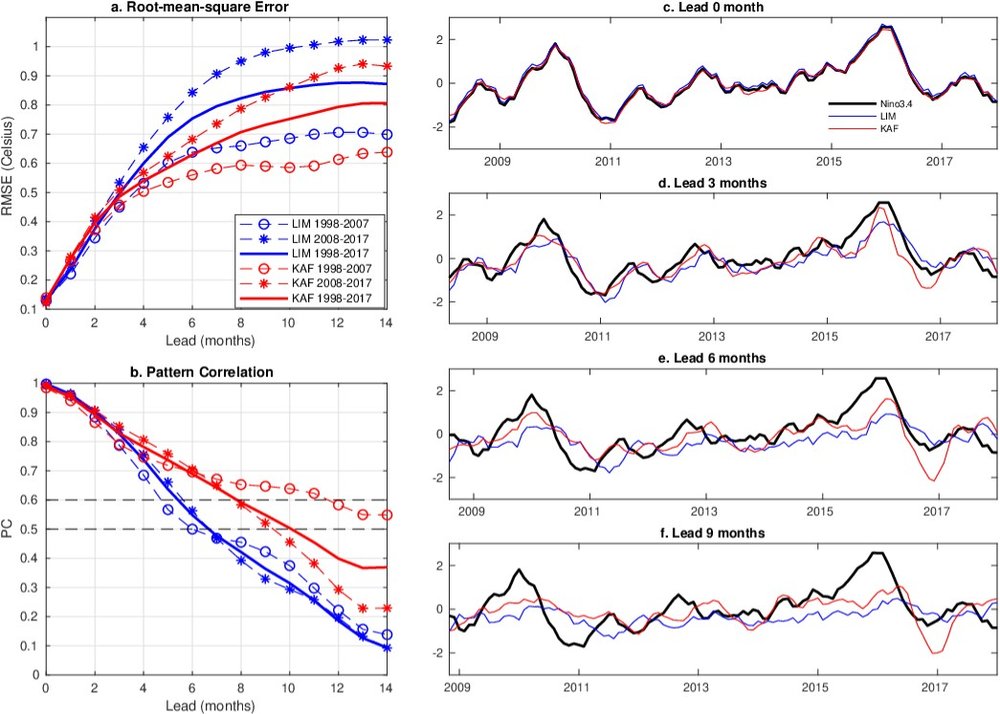 a. Root-mean-square Error
RMSE (Celsius)
1
0.9
0.8
0.7
0.6
0.5
0.4
0.3
0.2
0.1
LIM 1998-2007
LIM 2008-2017
LIM 1998-2017
KAF 1998-2007
KAF 2008-2017
KAF 1998-2017
0 2 4 6 8 10 12 14
Lead (months)
b. Pattern Correlation
PC
1
0.9
0.8
0.7
0.6
0.5
0.4
0.3
0.2
0.1
0
0 2 4 6 8 10 12 14
Lead (months)
c. Lead 0 month
2
0
-2
Nino3.4
LIM
KAF
2009 2011 2013 2015 2017
d. Lead 3 months
2
0
-2
2009 2011 2013 2015 2017
e. Lead 6 months
2
0
-2
2009 2011 2013 2015 2017
f. Lead 9 months
2
0
-2
2009 2011 2013 2015 2017